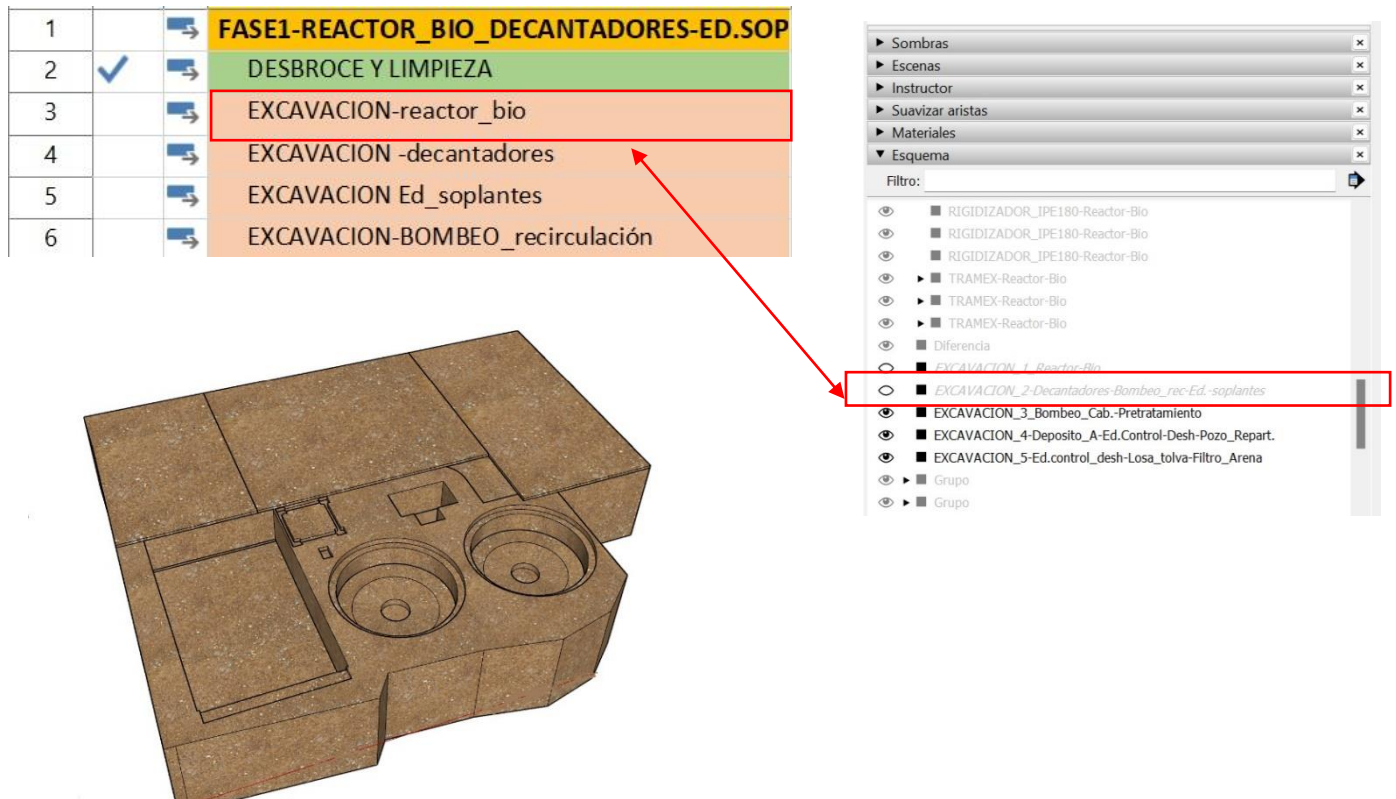 1 FASE1-REACTOR_BIO_DECANTADORES-ED.SOP
2 DESBROCE Y LIMPIEZA
3 EXCAVACION-reactor_bio
4 EXCAVACION -decantadores
5 EXCAVACION Ed_soplantes
6 EXCAVACION-BOMBEO_recirculación
Sombras
Escenas
Instructor
Suavizar aristas
Materiales
Esquema
Filtro:
RIGIDIZADOR_IPE180-Reactor-Bio
RIGIDIZADOR_IPE180-Reactor-Bio
RIGIDIZADOR_IPE180-Reactor-Bio
TRAMEX-Reactor-BIo
TRAMEX-Reactor-BIo
TRAMEX-Reactor-BIo
Diferencia
EXCAVACION_1_Reactor-Bio
EXCAVACION_2-Decantadores-Bombeo_rec-Ed.-soplantes
EXCAVACION_3_Bombeo_Cab.-Pretratamiento
EXCAVACION_4-Deposito_A-Ed.Control-Desh-Pozo_Repart.
EXCAVACION_5-Ed.control_desh-Losa_tolva-Filtro_Arena
Grupo
Grupo